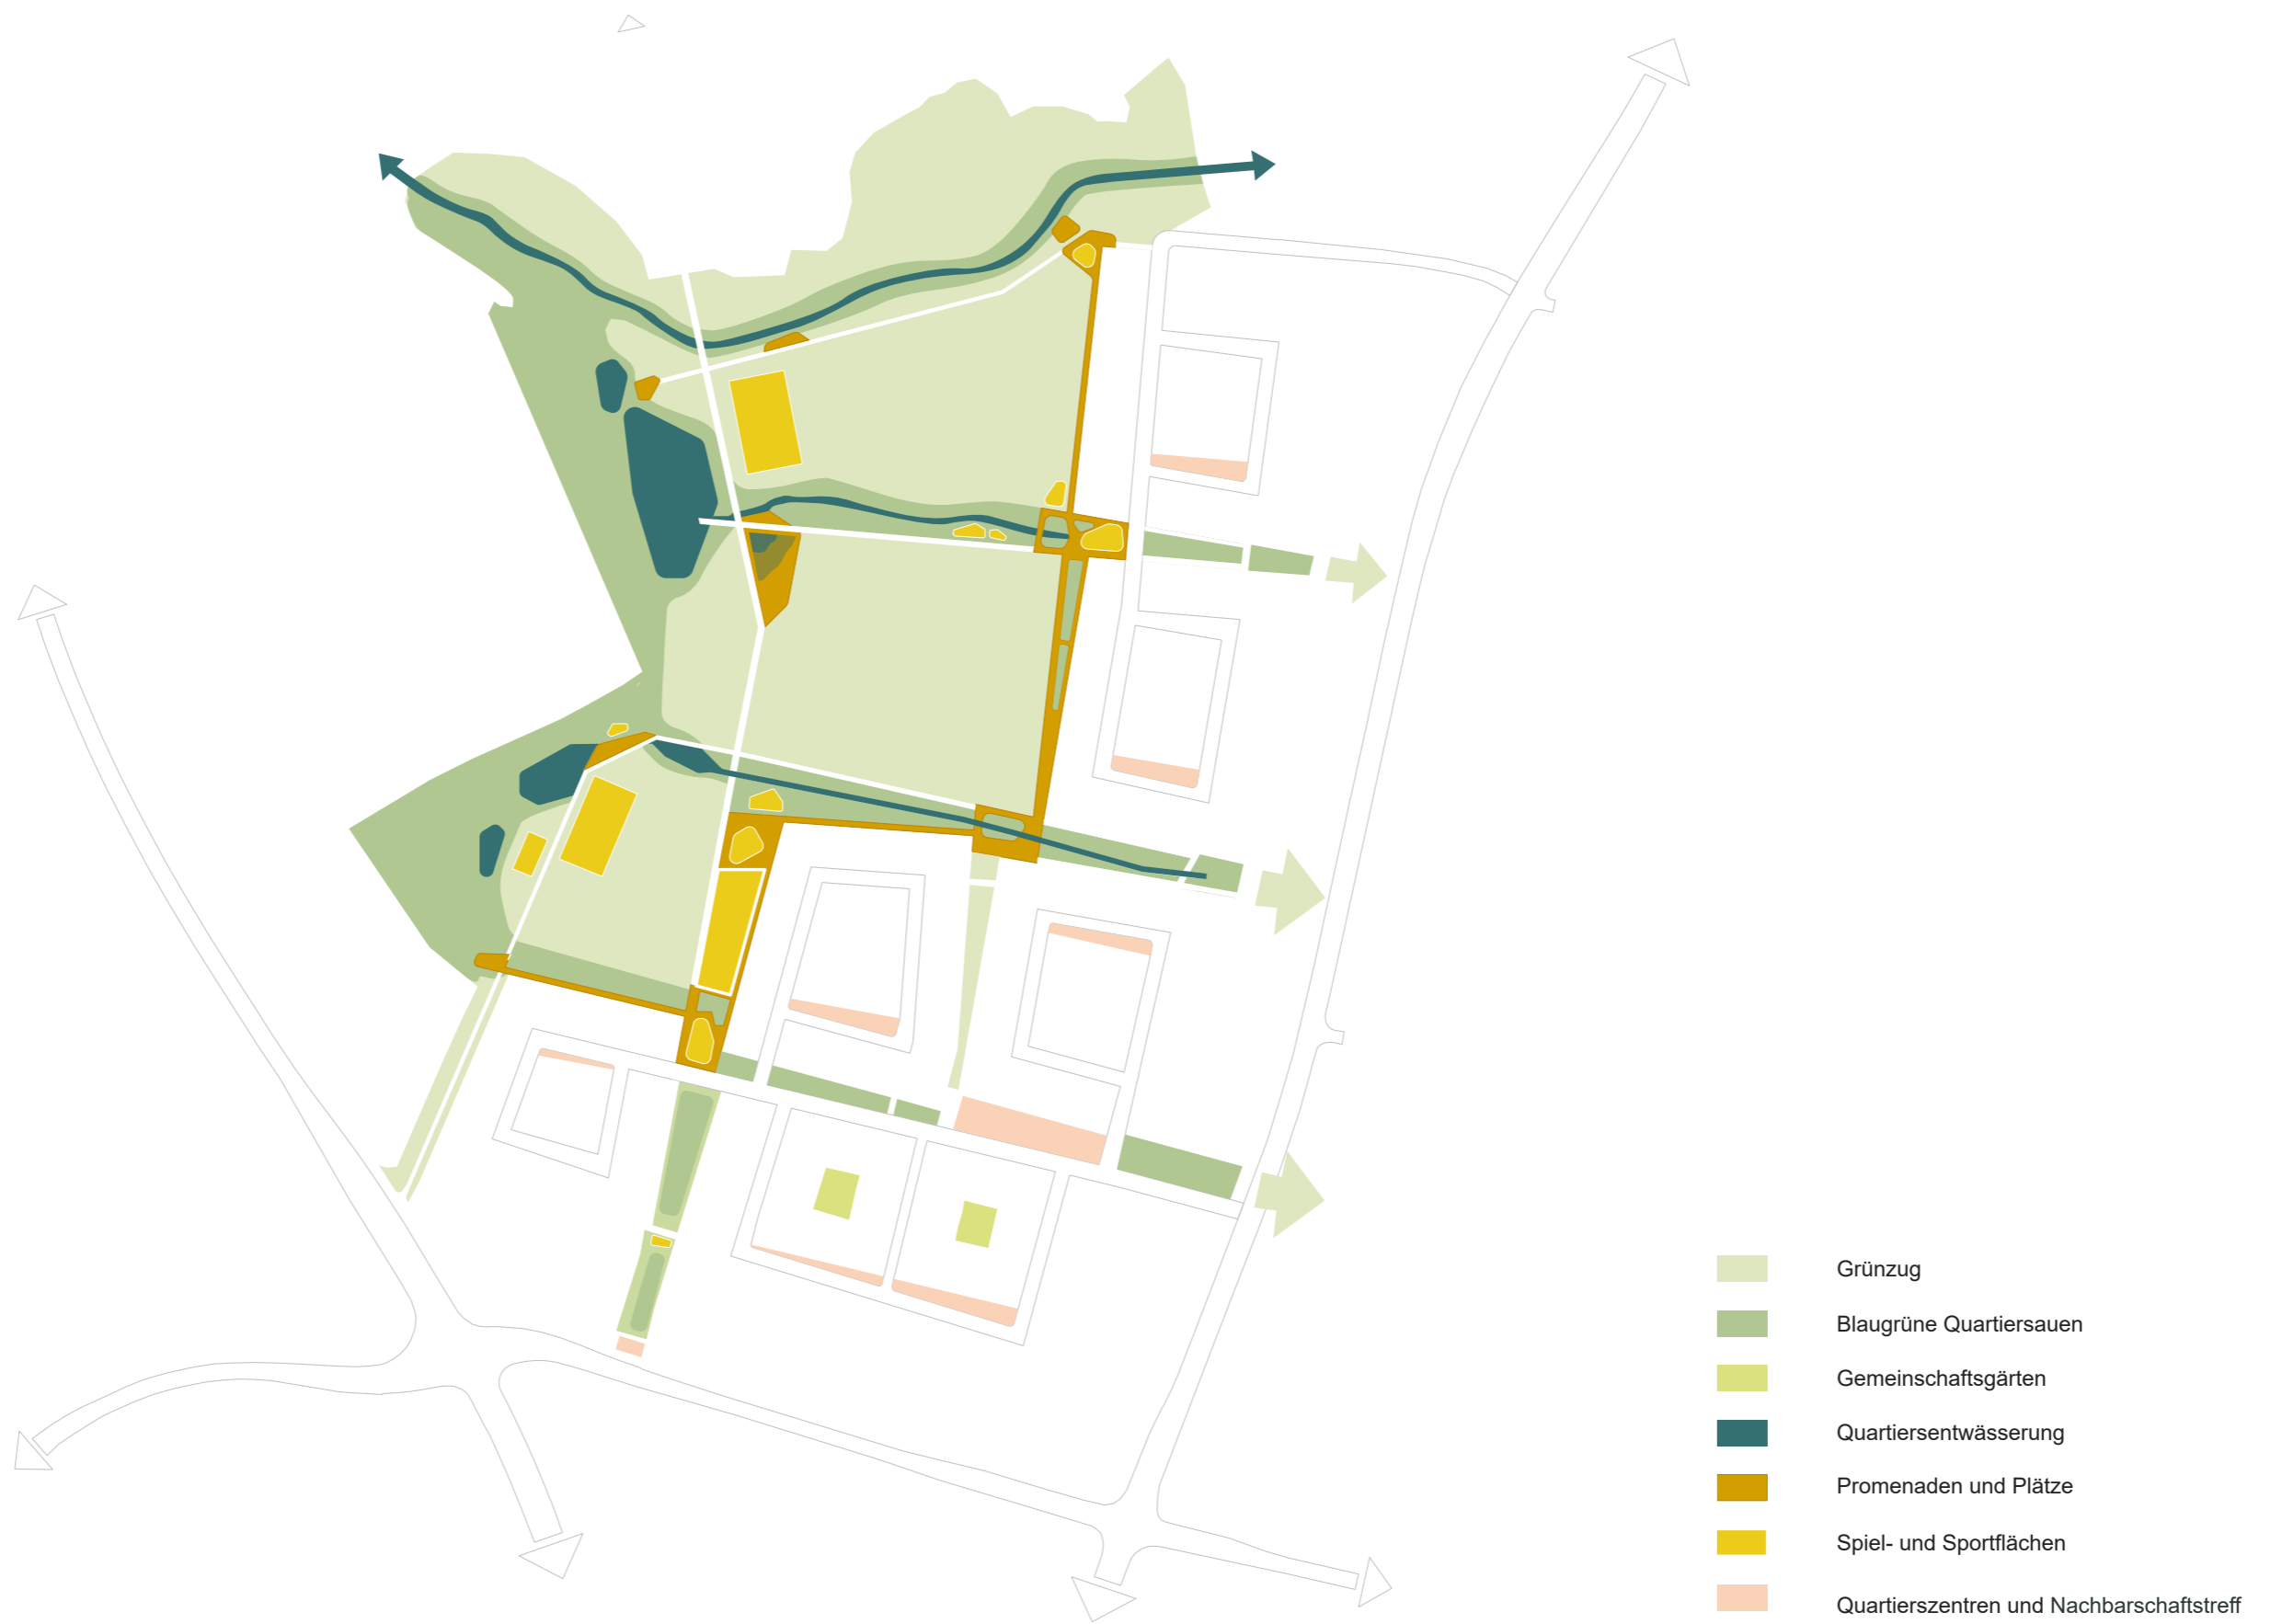 Grünzug
Blaugrüne Quartiersauen
Gemeinschaftsgärten
Quartiersentwässerung
Promenaden und Plätze
Spiel- und Sportflächen
Quartierszentren und Nachbarschaftstreff